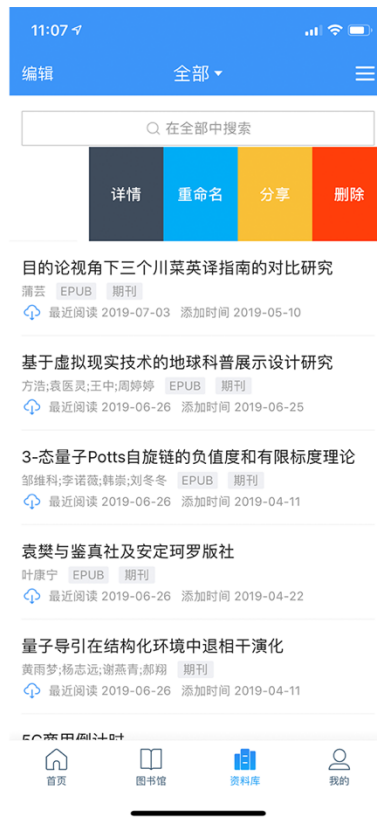 11:07
编辑
全部
在全部中搜索
详情 重命名 分享 删除
目的论视角下三个川菜英译指南的对比研究
蒲芸 EPUB 期刊
最近阅读 2019-07-03 添加时间 2019-05-10
基于虚拟现实技术的地球科普展示设计研究
方浩;袁医灵;王中;周婷婷 EPUB 期刊
最近阅读 2019-06-26 添加时间 2019-06-25
3-态量子Potts自旋链的负值度和有限标度理论
邹维科;李诺薇;韩崇;刘冬冬 EPUB 期刊
最近阅读 2019-06-26 添加时间 2019-04-11
袁樊与鉴真社及安定珂罗版社
叶康宁 EPUB 期刊
最近阅读 2019-06-26 添加时间 2019-04-22
量子导引在结构化环境中退相干演化
黄雨梦;杨志远;谢燕青;郝翔 期刊
最近阅读 2019-06-26 添加时间 2019-04-11
5G商用倒计时
首页 图书馆 资料库 我的